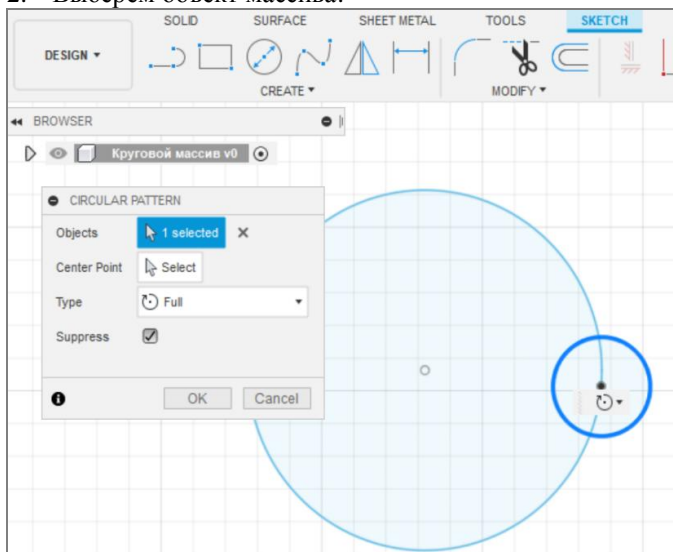 2. Выберем объект массива:
SOLID SURFACE SHEET METAL TOOLS SKETCH
DESIGN
CREATE MODIFY
BROWSER
Круговой массив v0
CIRCULAR PATTERN
Objects 1 selected
Center Point Select
Type Full
Suppress
OK Cancel